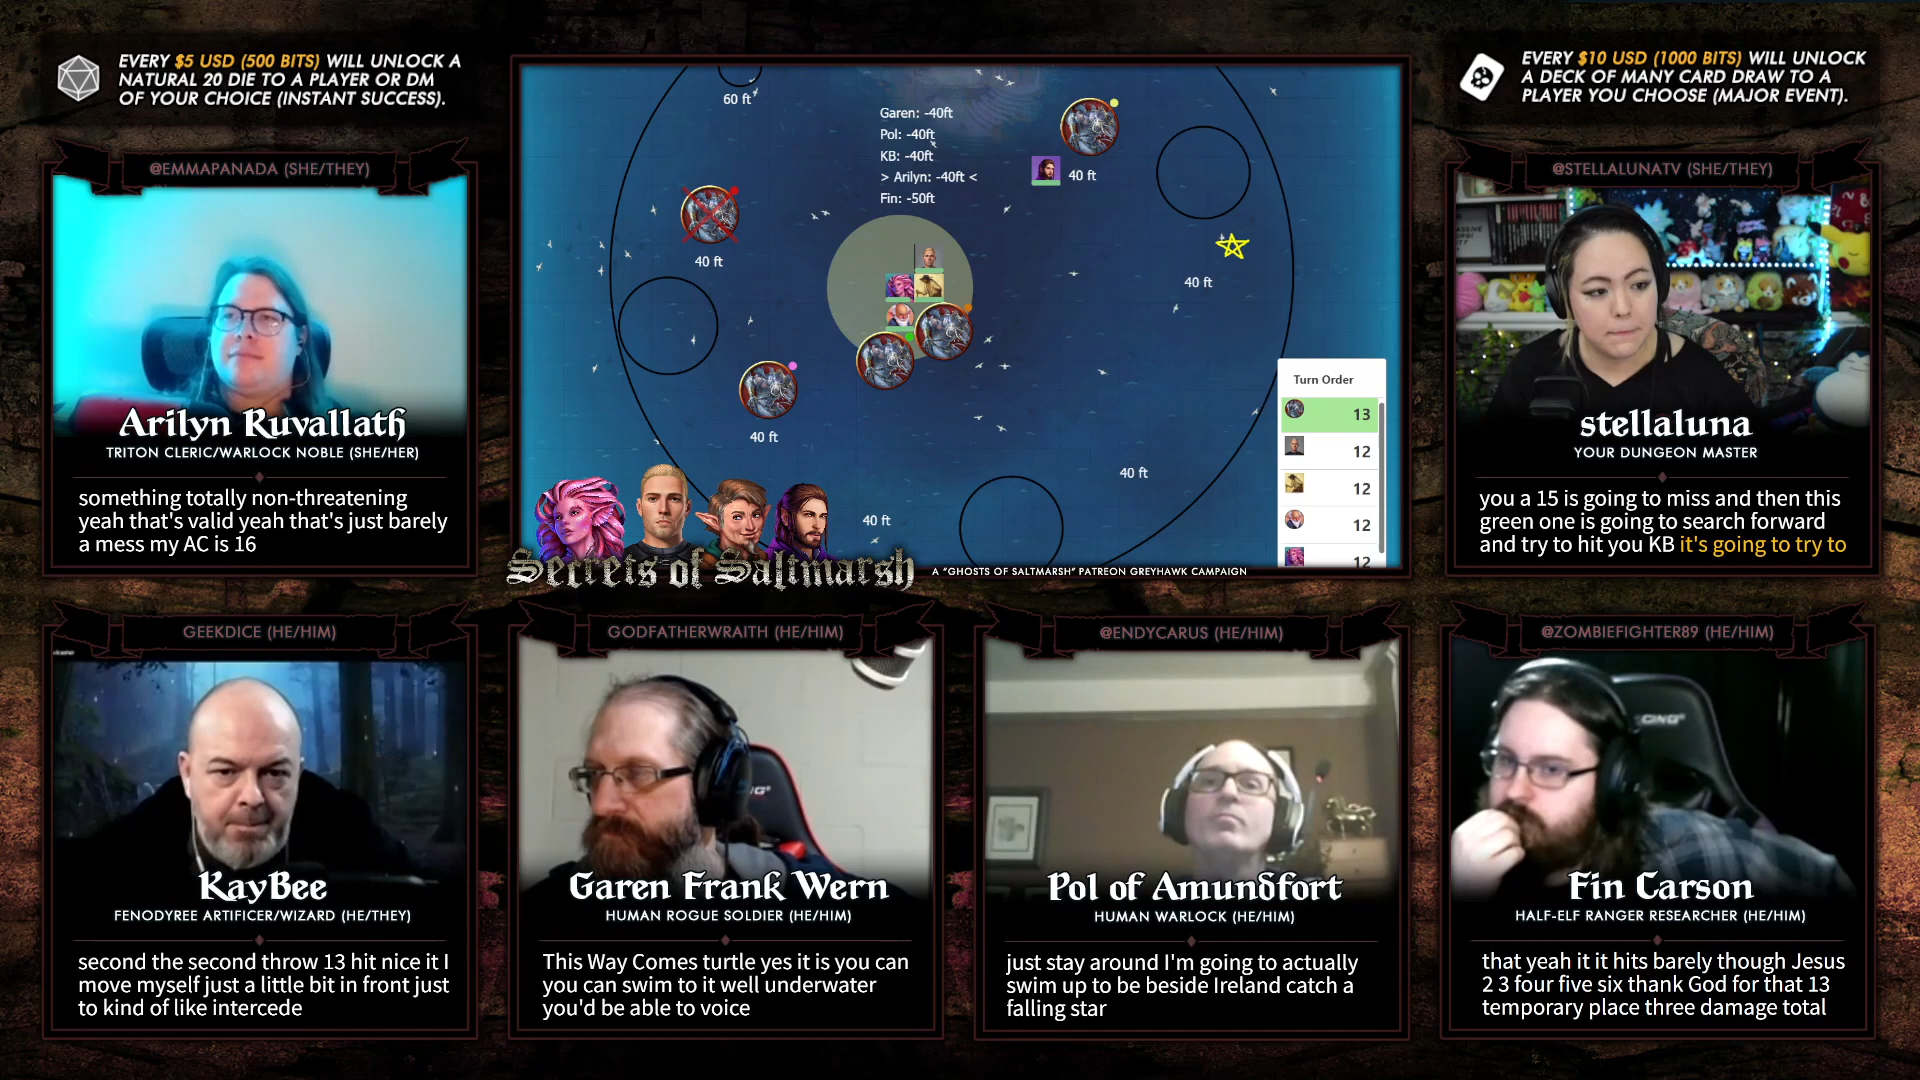 EVERY $5 USD (500 BITS) WILL UNLOCK A
NATURAL 20 DIE TO A PLAYER OR DM
OF YOUR CHOICE (INSTANT SUCCESS).
EVERY $10 USD (1000 BITS) WILL UNLOCK
A DECK OF MANY CARD DRAW TO A
PLAYER YOU CHOOSE (MAJOR EVENT).
@EMMAPANADA (SHE/THEY)
Arilyn Ruvallath
TRITON CLERIC/WARLOCK NOBLE (SHE/HER)
something totally non-threatening
yeah that's valid yeah that's just barely
a mess my AC is 16
60 ft
Garen: -40ft
Pol: -40ft
KB: -40ft
> Arilyn: -40ft <
Fin: -50ft
40 ft
40 ft
40 ft
40 ft
40 ft
40 ft
Turn Order
13
12
12
12
12
Secrets of Saltmarsh
A "GHOSTS OF SALTMARSH" PATREON GREYHAWK CAMPAIGN
@STELLALUNATV (SHE/THEY)
stellaluna
YOUR DUNGEON MASTER
you a 15 is going to miss and then this
green one is going to search forward
and try to hit you KB it's going to try to
GEEKDICE (HE/HIM)
KayBee
FENODYREE ARTIFICER/WIZARD (HE/THEY)
second the second throw 13 hit nice it I
move myself just a little bit in front just
to kind of like intercede
GODFATHERWRAITH (HE/HIM)
Garen Frank Wern
HUMAN ROGUE SOLDIER (HE/HIM)
This Way Comes turtle yes it is you can
you can swim to it well underwater
you'd be able to voice
@ENDYCARUS (HE/HIM)
Pol of Amundfort
HUMAN WARLOCK (HE/HIM)
just stay around I'm going to actually
swim up to be beside Ireland catch a
falling star
@ZOMBIEFIGHTER89 (HE/HIM)
Fin Carson
HALF-ELF RANGER RESEARCHER (HE/HIM)
that yeah it it hits barely though Jesus
2 3 four five six thank God for that 13
temporary place three damage total